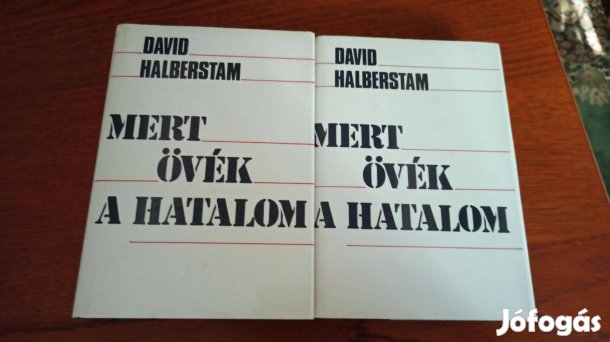 DAVID
HALBERSTAM
MERT
ÖVÉK
A HATALOM
DAVID
HALBERSTAM
MERT
ÖVÉK
A HATALOM
Jófogás